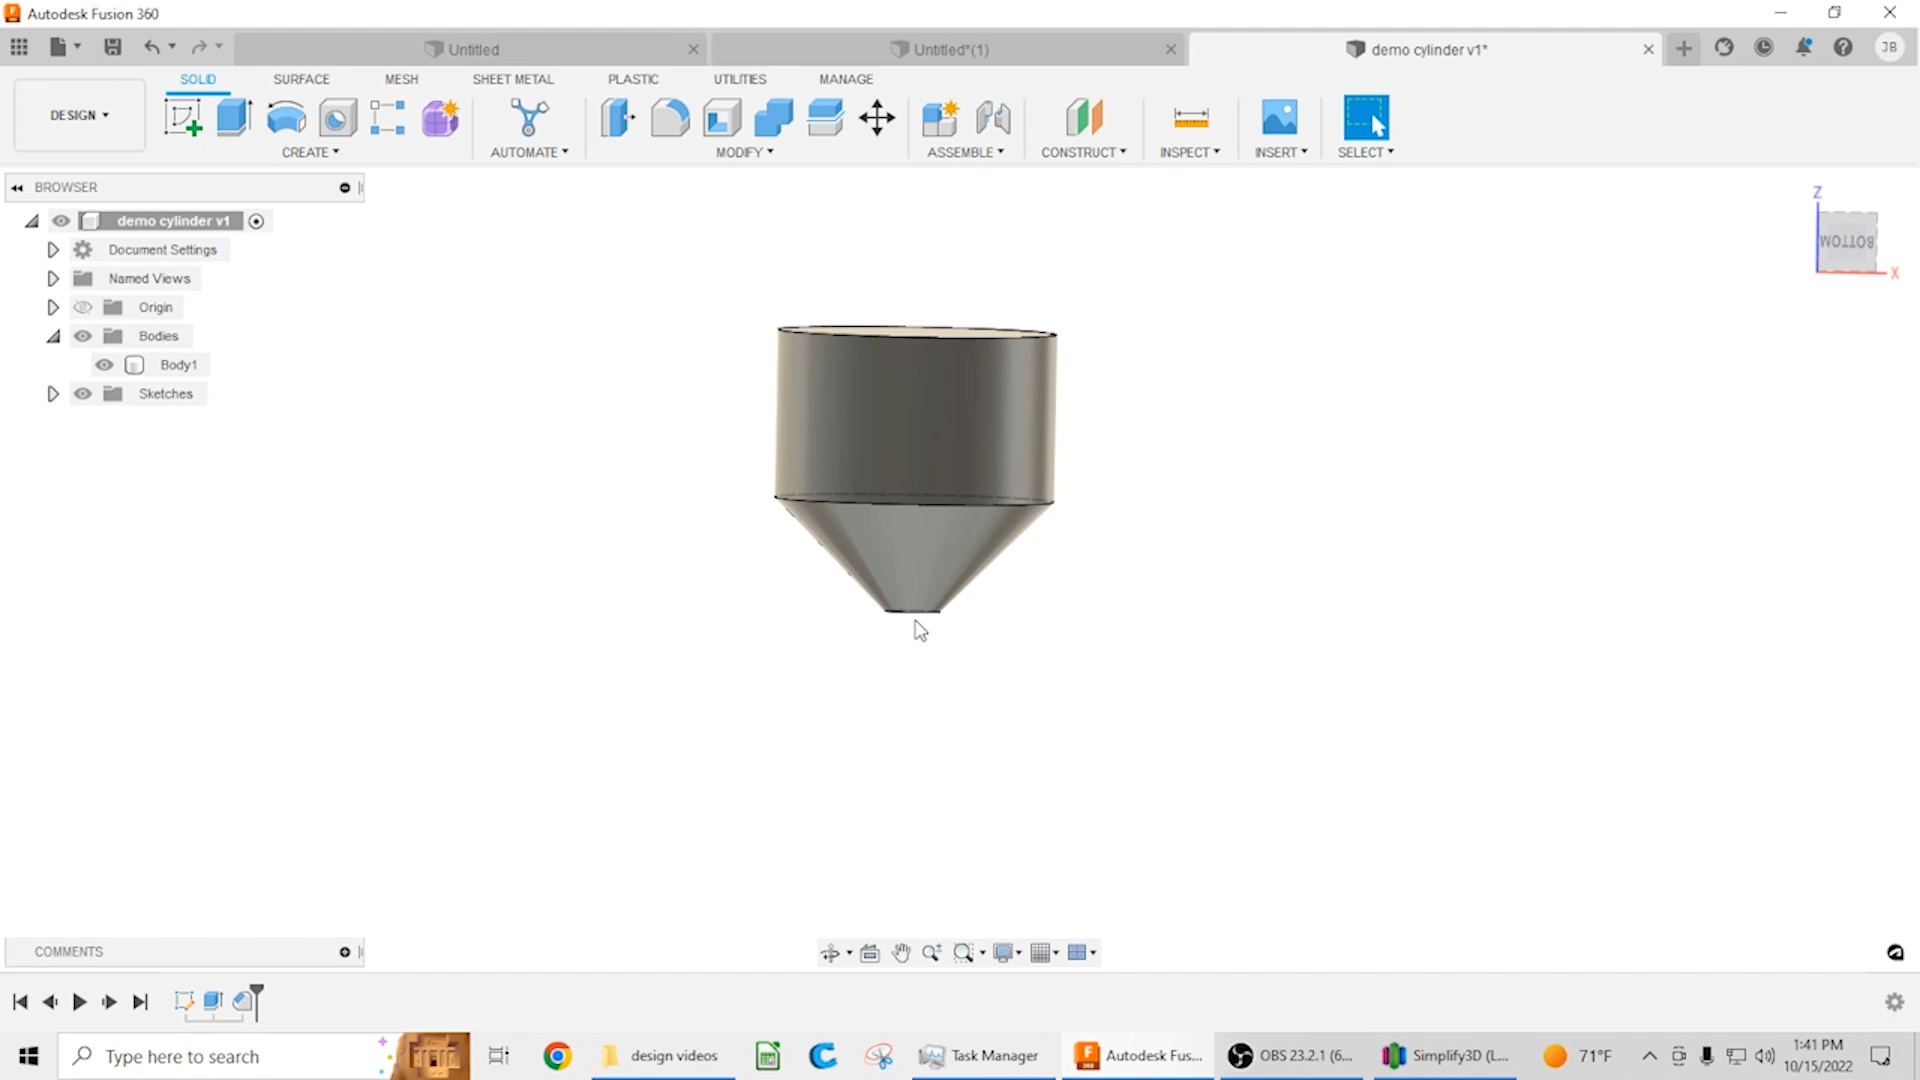 Autodesk Fusion 360
Untitled
Untitled*(1)
demo cylinder v1*
JB
DESIGN
SOLID
SURFACE
MESH
SHEET METAL
PLASTIC
UTILITIES
MANAGE
CREATE
AUTOMATE
MODIFY
ASSEMBLE
CONSTRUCT
INSPECT
INSERT
SELECT
BROWSER
demo cylinder v1
Document Settings
Named Views
Origin
Bodies
Body1
Sketches
Z
BOTTOM
X
COMMENTS
Type here to search
design videos
Task Manager
Autodesk Fus...
OBS 23.2.1 (6...
Simplify3D (L...
71°F
1:41 PM
10/15/2022